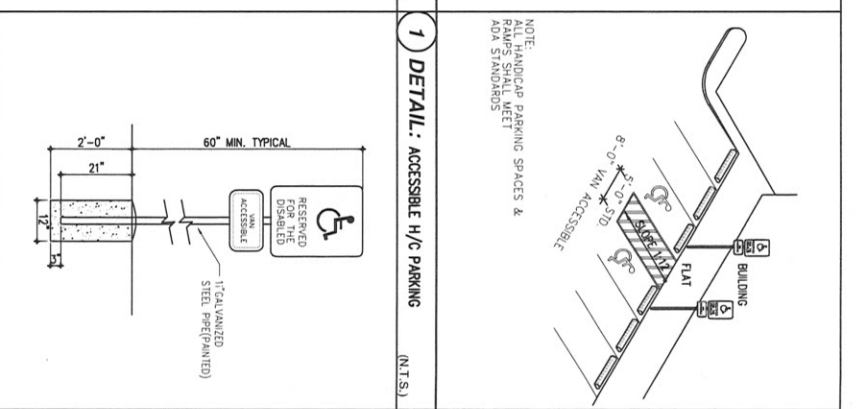 NOTE:
ALL HANDICAP PARKING SPACES &
RAMPS SHALL MEET
ADA STANDARDS
8'-0" VAN ACCESSIBLE
5'-0" STD.
SLOPE 1:12
FLAT
BUILDING
1 DETAIL: ACCESSIBLE H/C PARKING (N.T.S.)
60" MIN. TYPICAL
2'-0"
21"
12"
3"
RESERVED
FOR THE
DISABLED
VAN
ACCESSIBLE
GALVANIZED
STEEL PIPE(PAINTED)